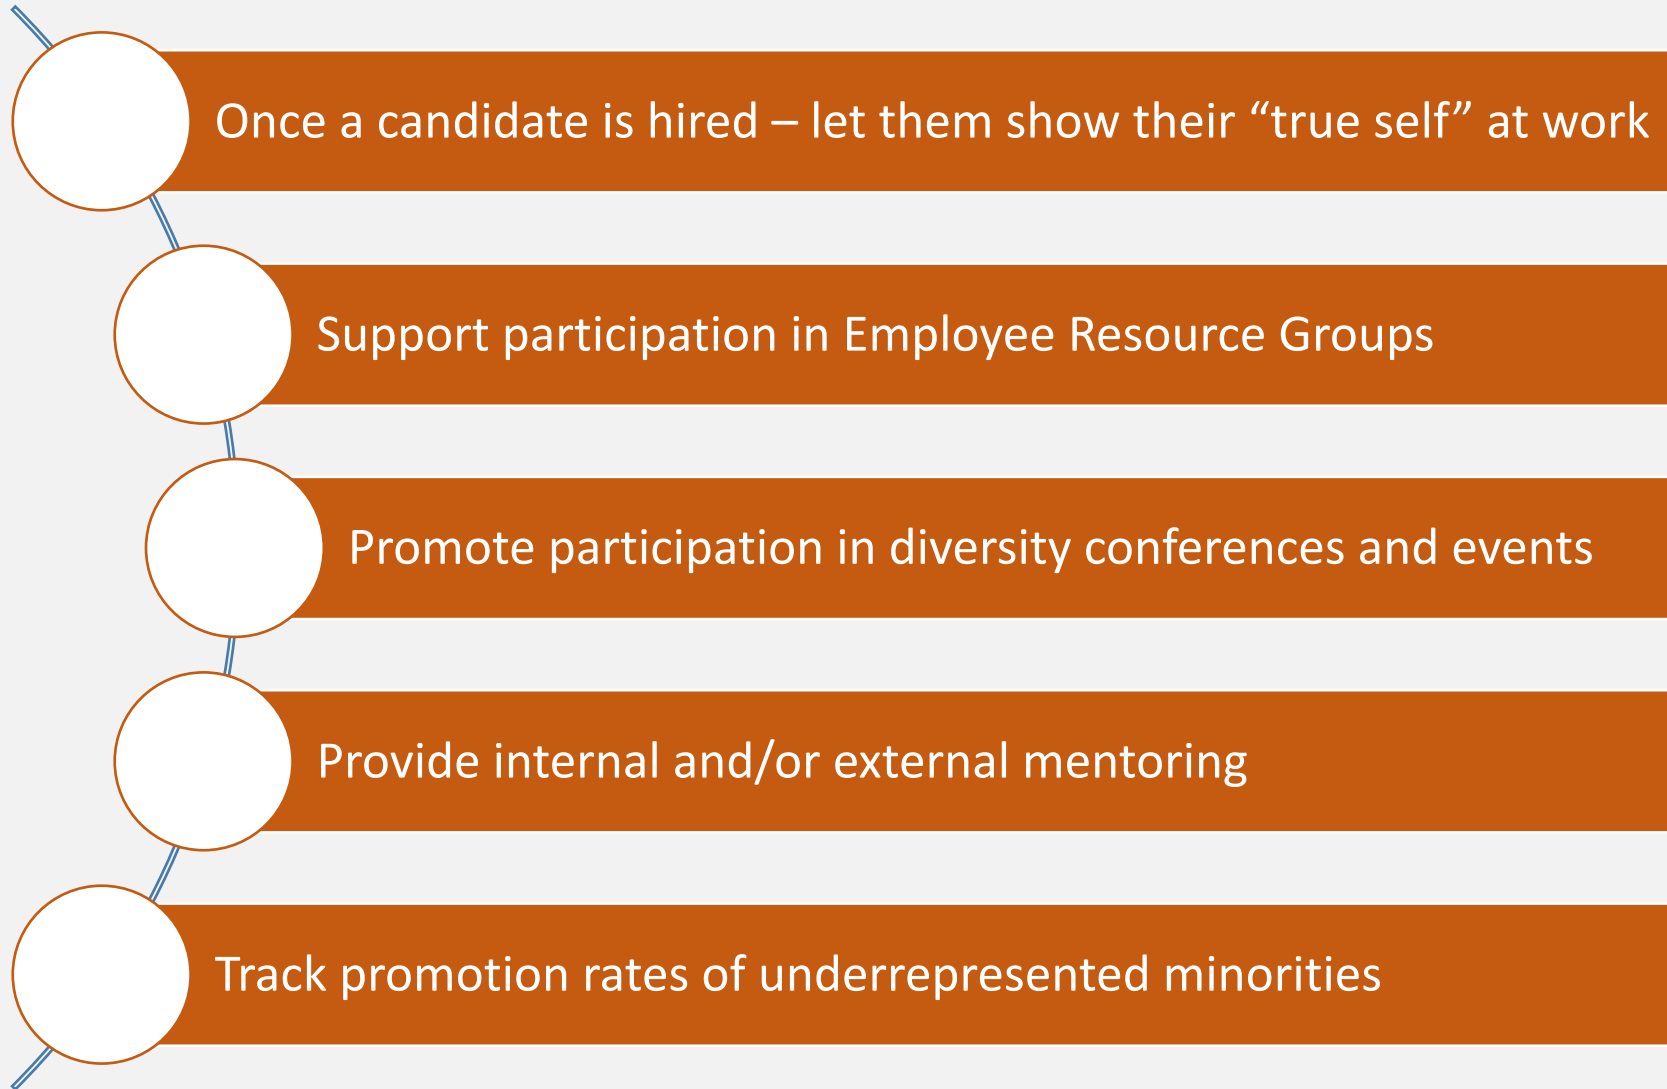 Once a candidate is hired – let them show their “true self” at work
Support participation in Employee Resource Groups
Promote participation in diversity conferences and events
Provide internal and/or external mentoring
Track promotion rates of underrepresented minorities